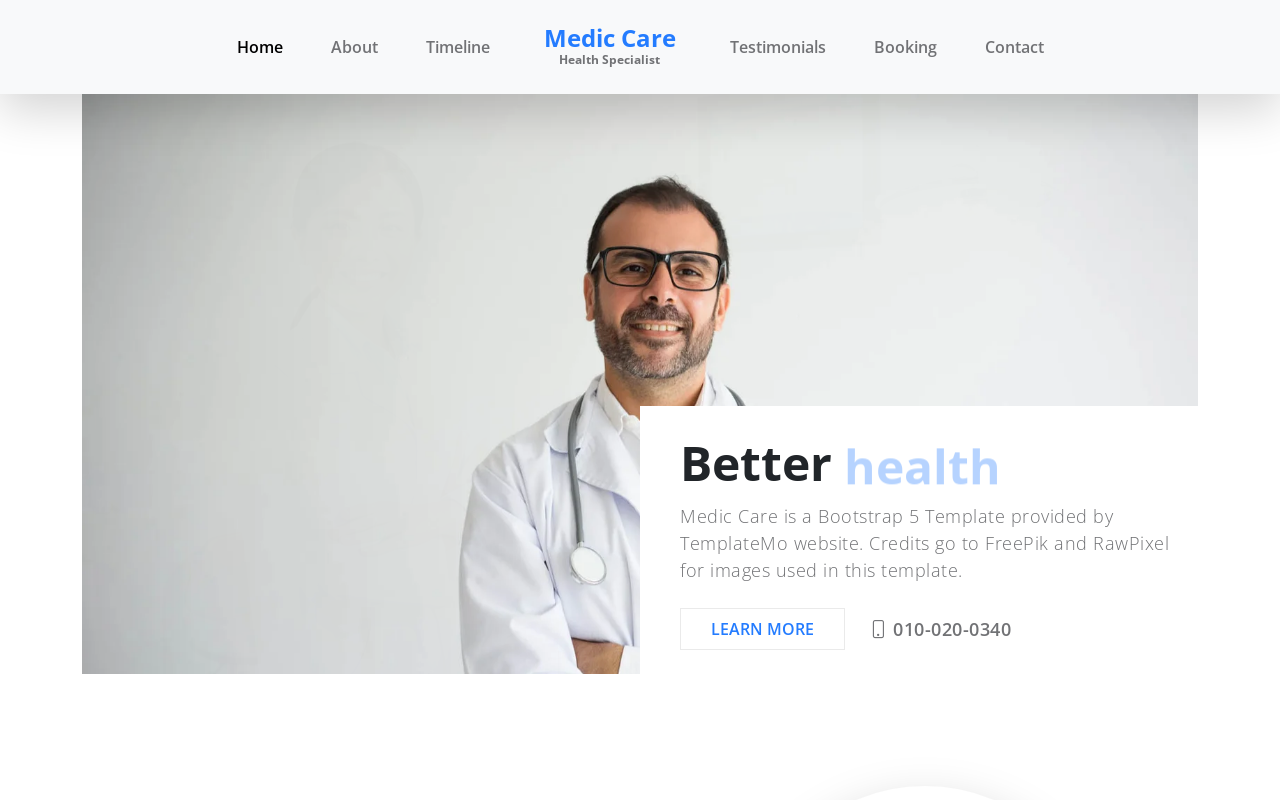 Home
About
Timeline
Medic Care
Health Specialist
Testimonials
Booking
Contact
Better health
Medic Care is a Bootstrap 5 Template provided by
TemplateMo website. Credits go to FreePik and RawPixel
for images used in this template.
LEARN MORE
010-020-0340